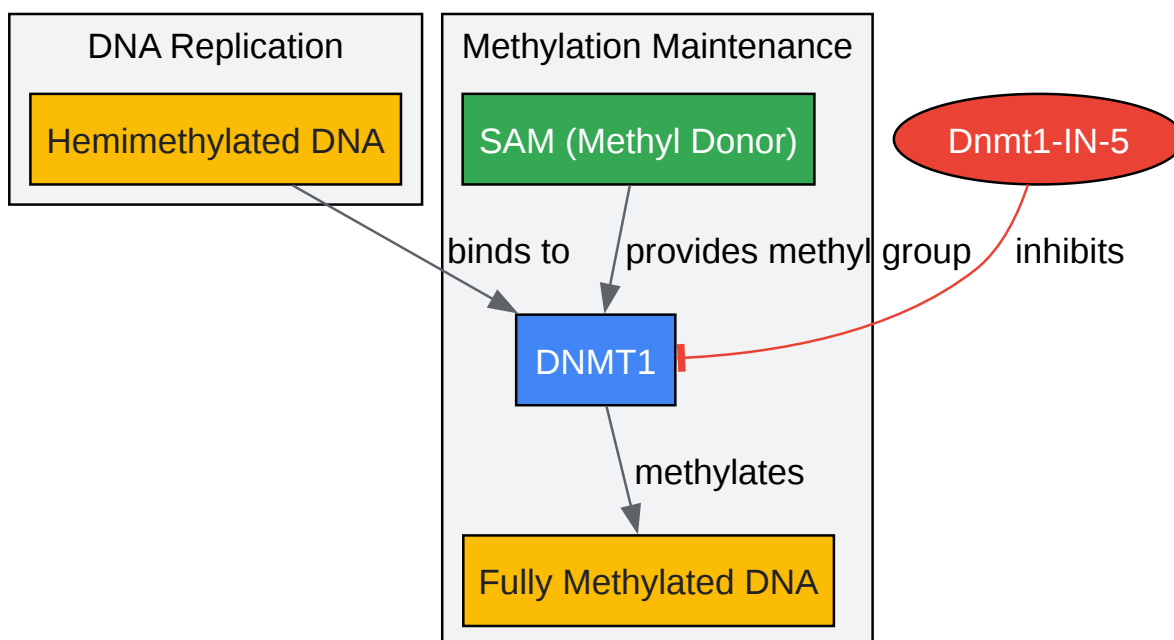 DNA Replication
Methylation Maintenance
Hemimethylated DNA
SAM (Methyl Donor)
Dnmt1-IN-5
binds to
provides methyl group
inhibits
DNMT1
methylates
Fully Methylated DNA